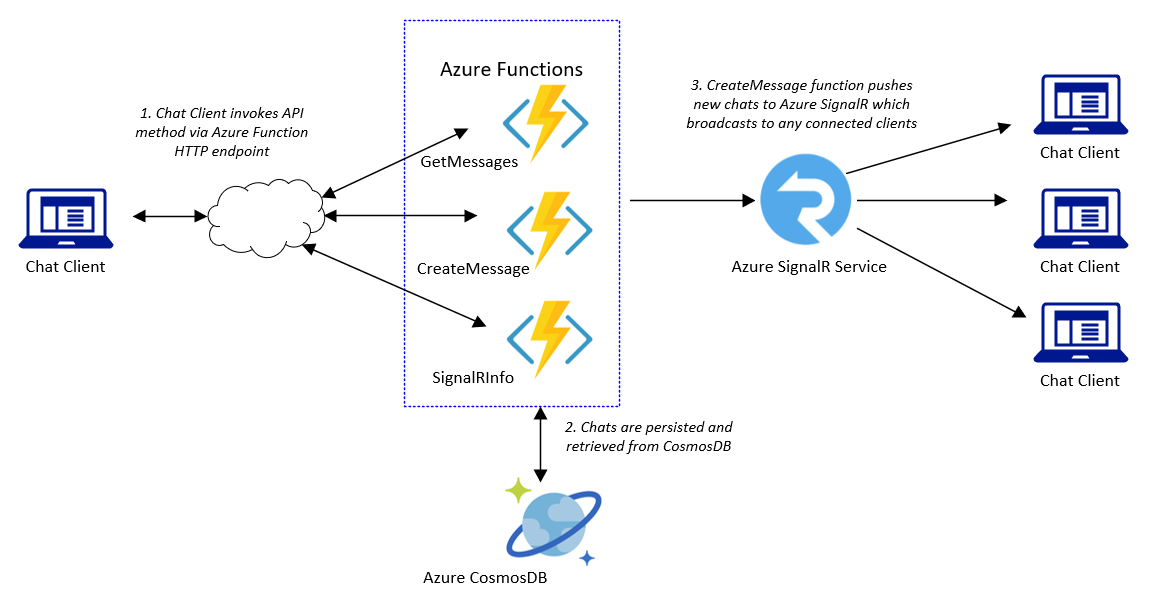 Azure Functions
1. Chat Client invokes API
method via Azure Function
HTTP endpoint
3. CreateMessage function pushes
new chats to Azure SignalR which
broadcasts to any connected clients
GetMessages
Chat Client
Chat Client
CreateMessage
Azure SignalR Service
Chat Client
SignalRInfo
Chat Client
2. Chats are persisted and
retrieved from CosmosDB
Azure CosmosDB